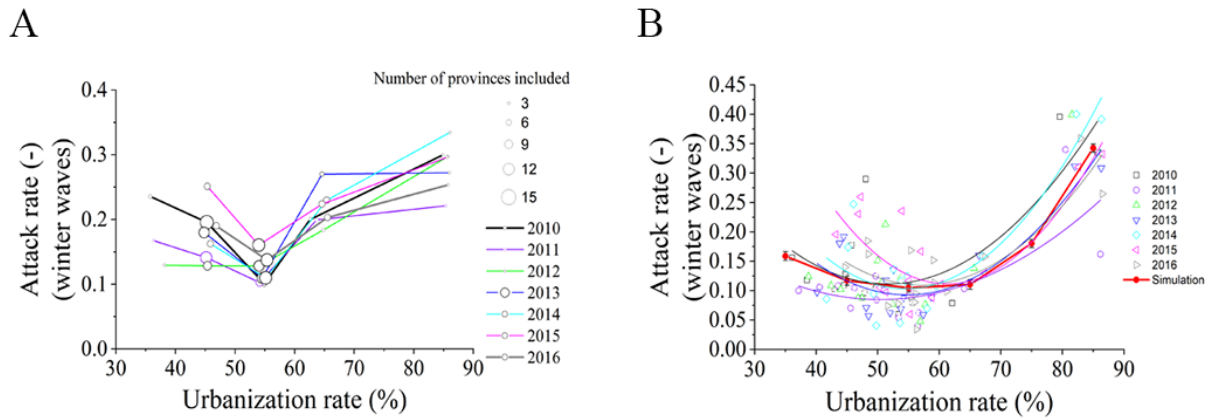 A
Number of provinces included
3
6
9
12
15
2010
2011
2012
2013
2014
2015
2016
0.4
0.3
0.2
0.1
0.0
Attack rate (-)
(winter waves)
30 40 50 60 70 80 90
Urbanization rate (%)
B
0.45
0.40
0.35
0.30
0.25
0.20
0.15
0.10
0.05
0.00
Attack rate (-)
(winter waves)
2010
2011
2012
2013
2014
2015
2016
Simulation
30 40 50 60 70 80 90
Urbanization rate (%)